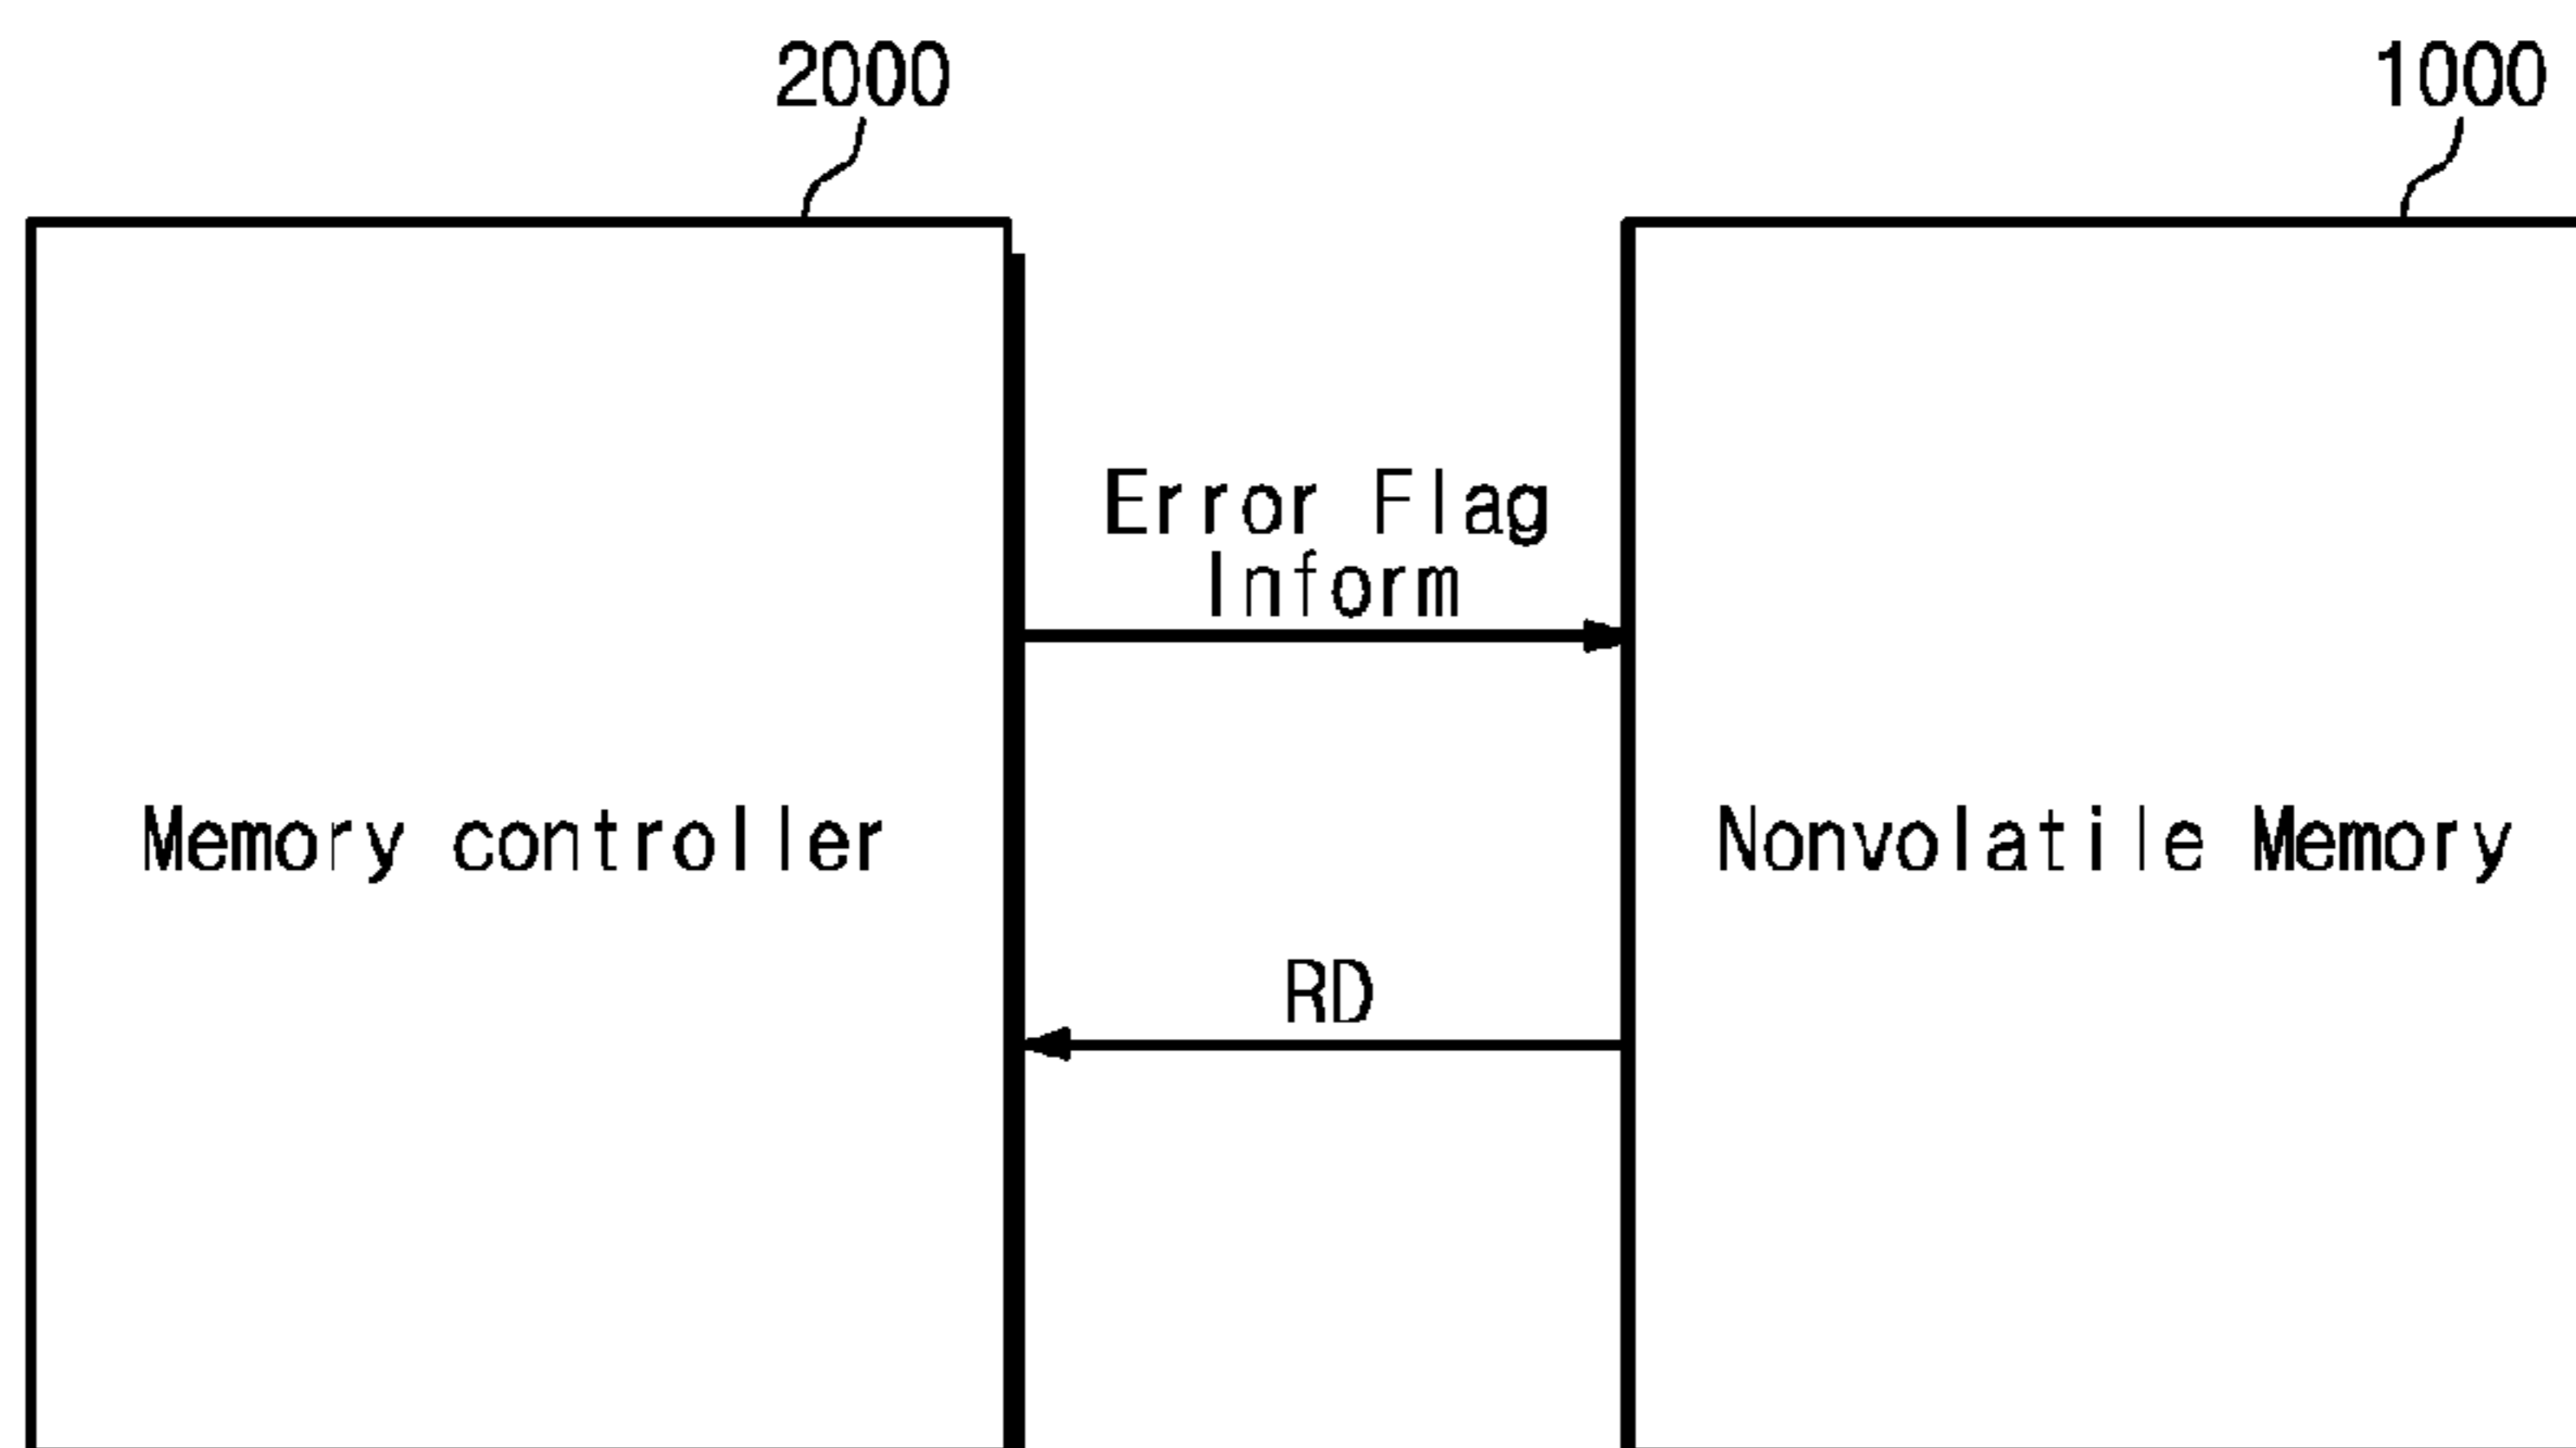 2000
1000
Error Flag
Inform
Memory controller
Nonvolatile Memory
RD